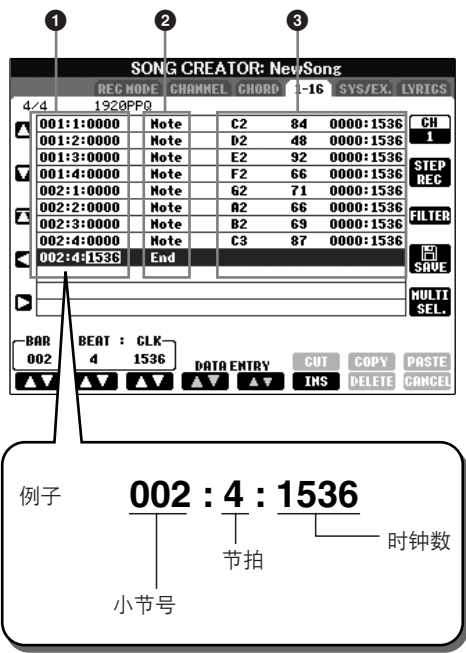 ❶ ❷ ❸
SONG CREATOR: NewSong
REC MODE CHANNEL CHORD 1-16 SYS/EX. LYRICS
4/4 1920PPQ
001:1:0000 Note C2 84 0000:1536
001:2:0000 Note D2 48 0000:1536
001:3:0000 Note E2 92 0000:1536
001:4:0000 Note F2 66 0000:1536
002:1:0000 Note G2 71 0000:1536
002:2:0000 Note A2 66 0000:1536
002:3:0000 Note B2 69 0000:1536
002:4:0000 Note C3 87 0000:1536
002:4:1536 End
CH
1
STEP
REC
FILTER
SAVE
MULTI
SEL.
BAR BEAT : CLK
002 4 1536
DATA ENTRY
CUT COPY PASTE
INS DELETE CANCEL
例子
002 : 4 : 1536
时钟数
节拍
小节号